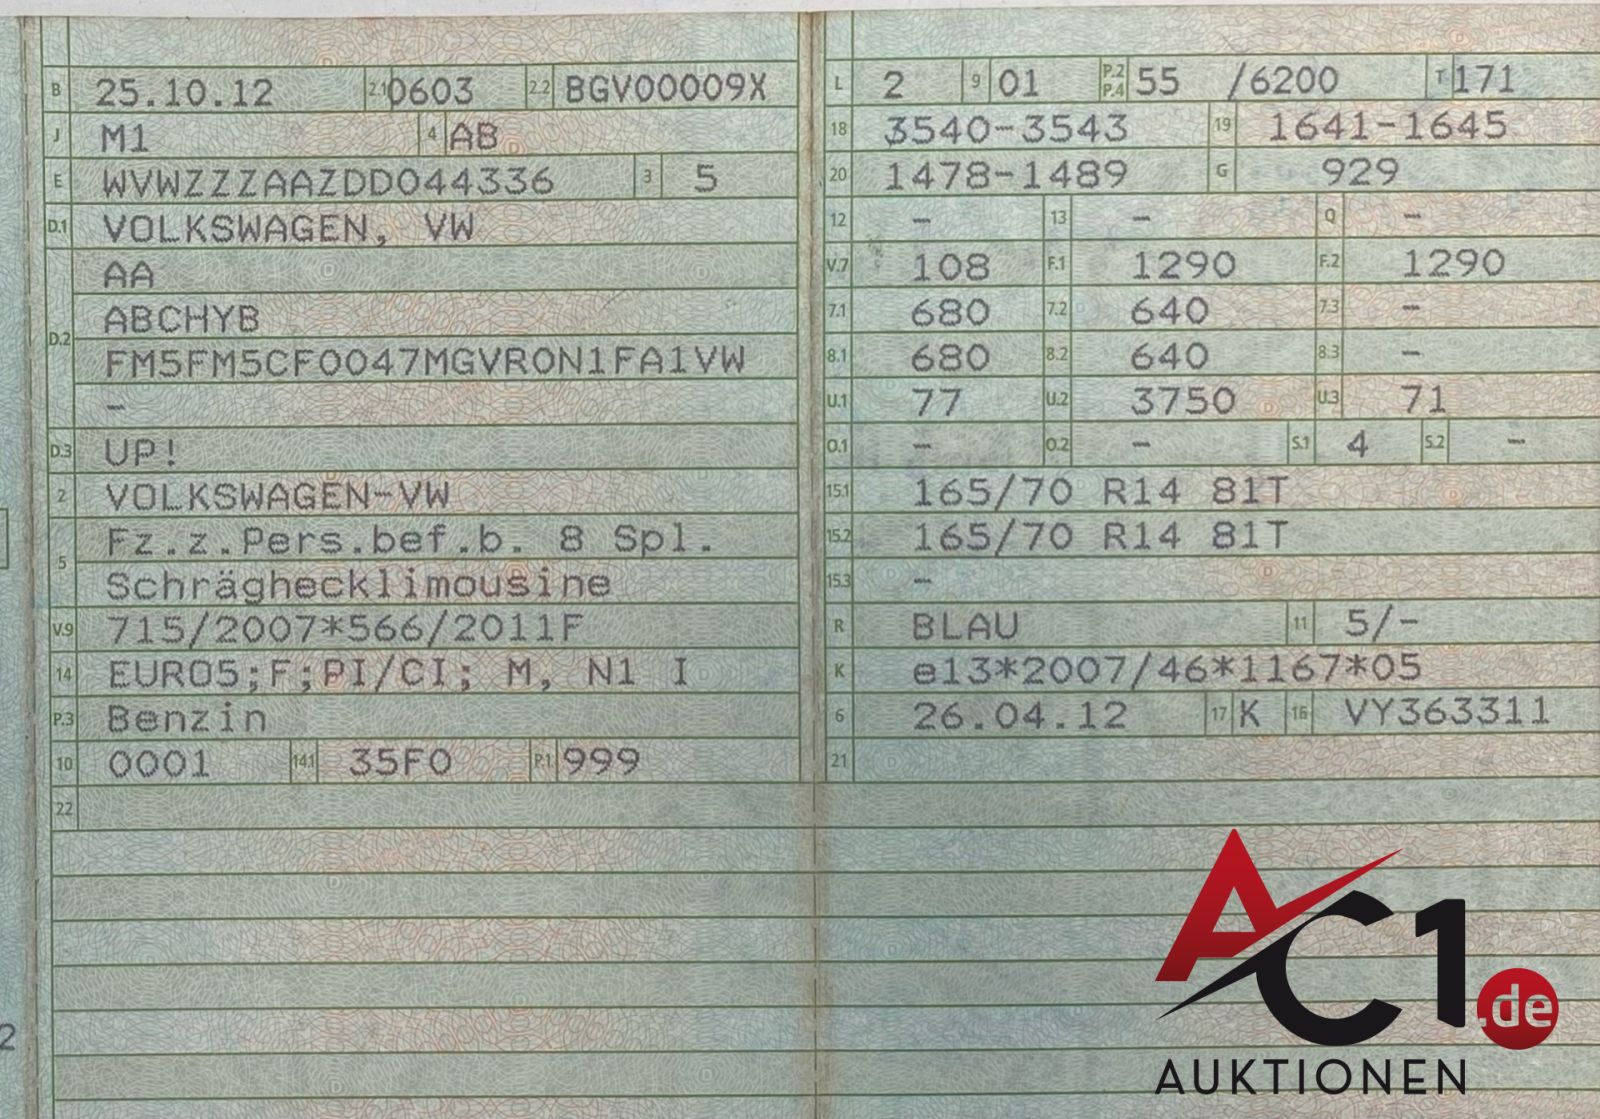 B 25.10.12 2.1 0603 2.2 BGV00009X
J M1 4 AB
E WVWZZZAAZDD044336 3 5
D.1 VOLKSWAGEN, VW
AA
D.2 ABCHYB
FM5FM5CF0047MGVRON1FA1VW
–
D.3 UP!
2 VOLKSWAGEN-VW
5 Fz.z.Pers.bef.b. 8 Spl.
Schräghecklimousine
V.9 715/2007*566/2011F
14 EURO5;F;PI/CI; M, N1 I
P.3 Benzin
10 0001 14.1 35F0 P.1 999
22
L 2 9 01 P.2 P.4 55 /6200 T 171
18 3540-3543 19 1641-1645
20 1478-1489 G 929
12 – 13 – Q –
V.7 108 F.1 1290 F.2 1290
7.1 680 7.2 640 7.3 –
8.1 680 8.2 640 8.3 –
U.1 77 U.2 3750 U.3 71
O.1 – O.2 – S.1 4 S.2 –
15.1 165/70 R14 81T
15.2 165/70 R14 81T
15.3 –
R BLAU 11 5/-
K e13*2007/46*1167*05
6 26.04.12 17 K 16 VY363311
21
2
AC1.de
AUKTIONEN